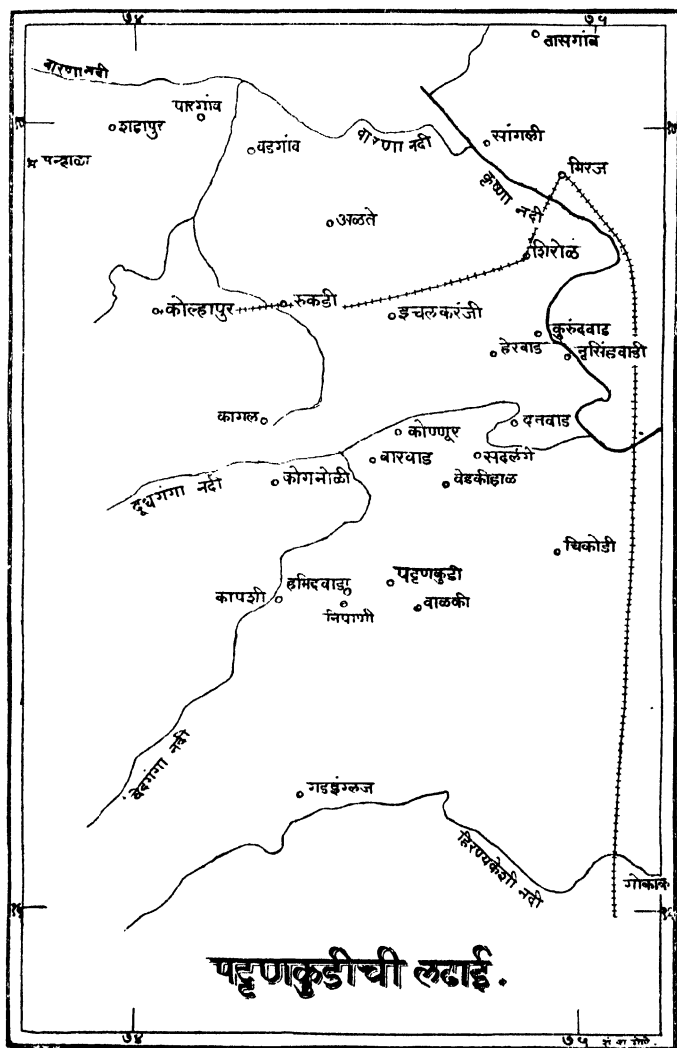 ७४
७५
तासगांव
वारणा नदी
पारगांव
शहापुर
वडगांव
वारणा नदी
सांगली
पन्हाळा
मिरज
कृष्णा नदी
अळते
शिरोळ
कोल्हापुर
रुकडी
इचलकरंजी
कुरुंदवाड
हेरवाड
नृसिंहवाडी
कागल
कोण्णूर
दनवाड
बारवाड
सदलगे
दूधगंगा नदी
कोगनोळी
वेडकीहाळ
चिकोडी
हमिदवाडा
पट्टणकुडी
कापशी
निपाणी
वाळकी
वेदगंगा नदी
गडइंग्लज
हिरण्यकेशी नदी
गोकाक
पट्टणकुडीची लढाई.
७४
७५